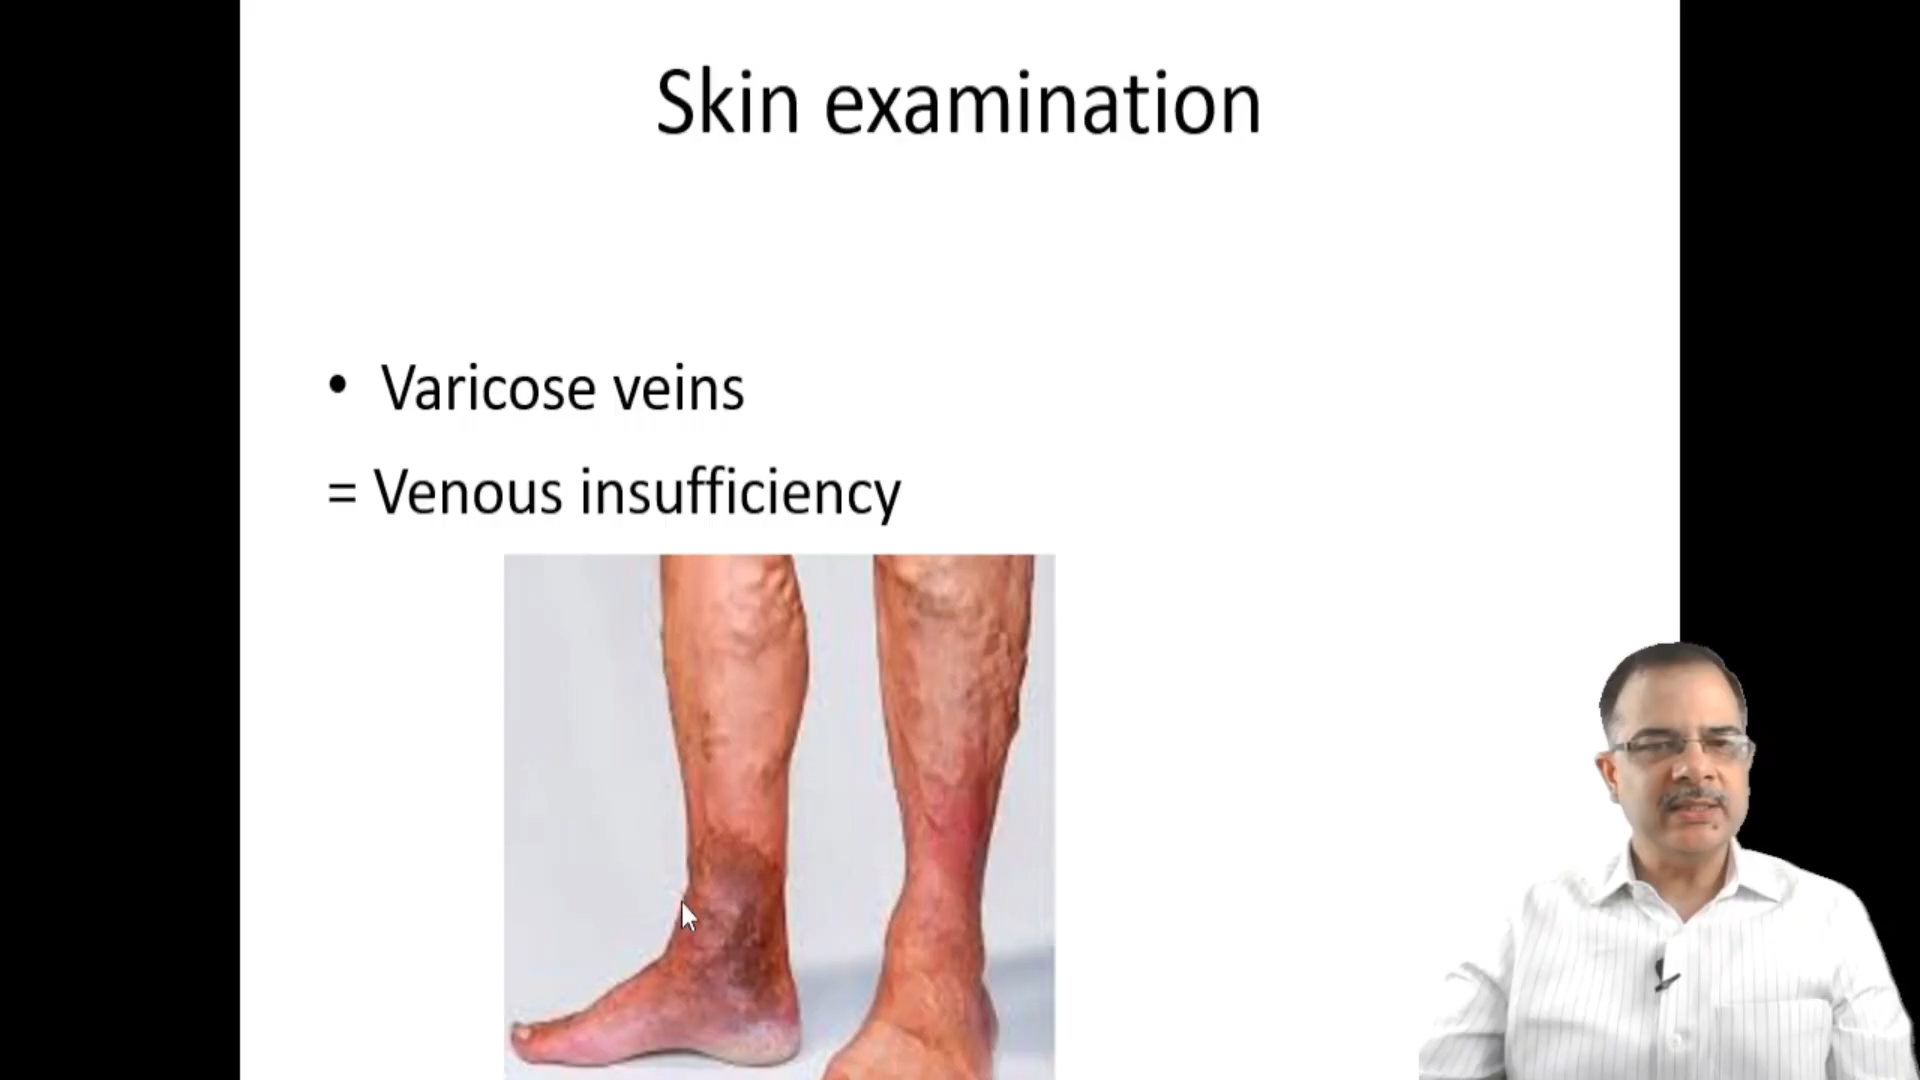 Skin examination
• Varicose veins
= Venous insufficiency